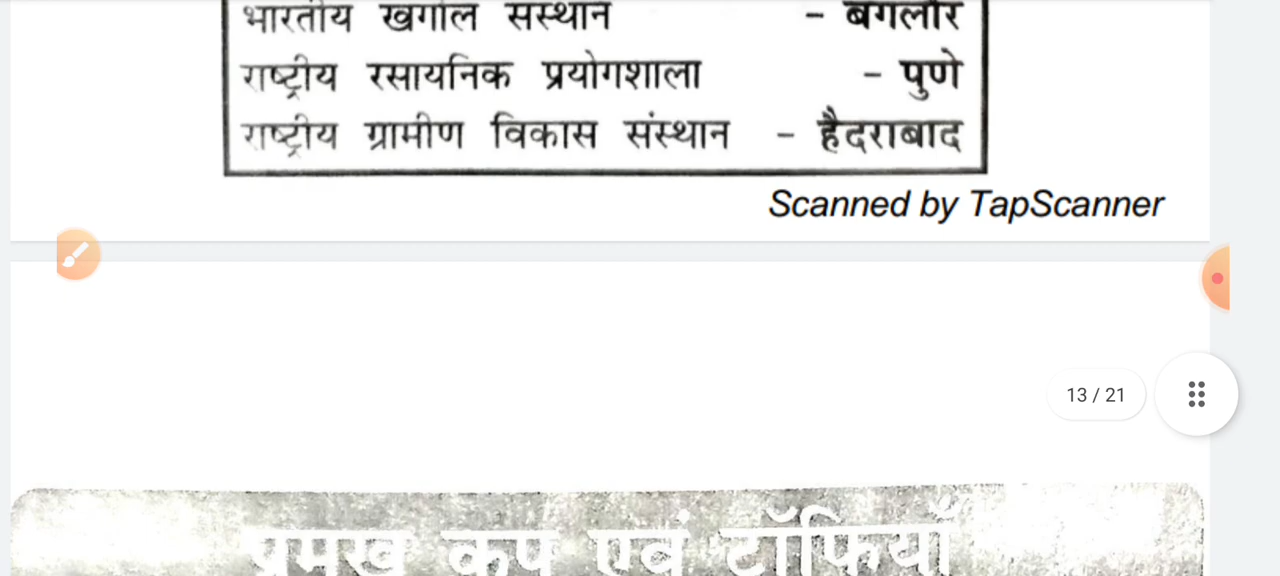 भारतीय खगोल संस्थान - बंगलौर
राष्ट्रीय रसायनिक प्रयोगशाला - पुणे
राष्ट्रीय ग्रामीण विकास संस्थान - हैदराबाद
Scanned by TapScanner
13 / 21
प्रमुख कप एवं टॉफियाँ